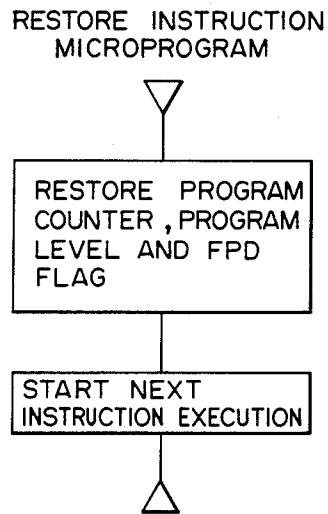 RESTORE INSTRUCTION
MICROPROGRAM
RESTORE PROGRAM
COUNTER, PROGRAM
LEVEL AND FPD
FLAG
START NEXT
INSTRUCTION EXECUTION